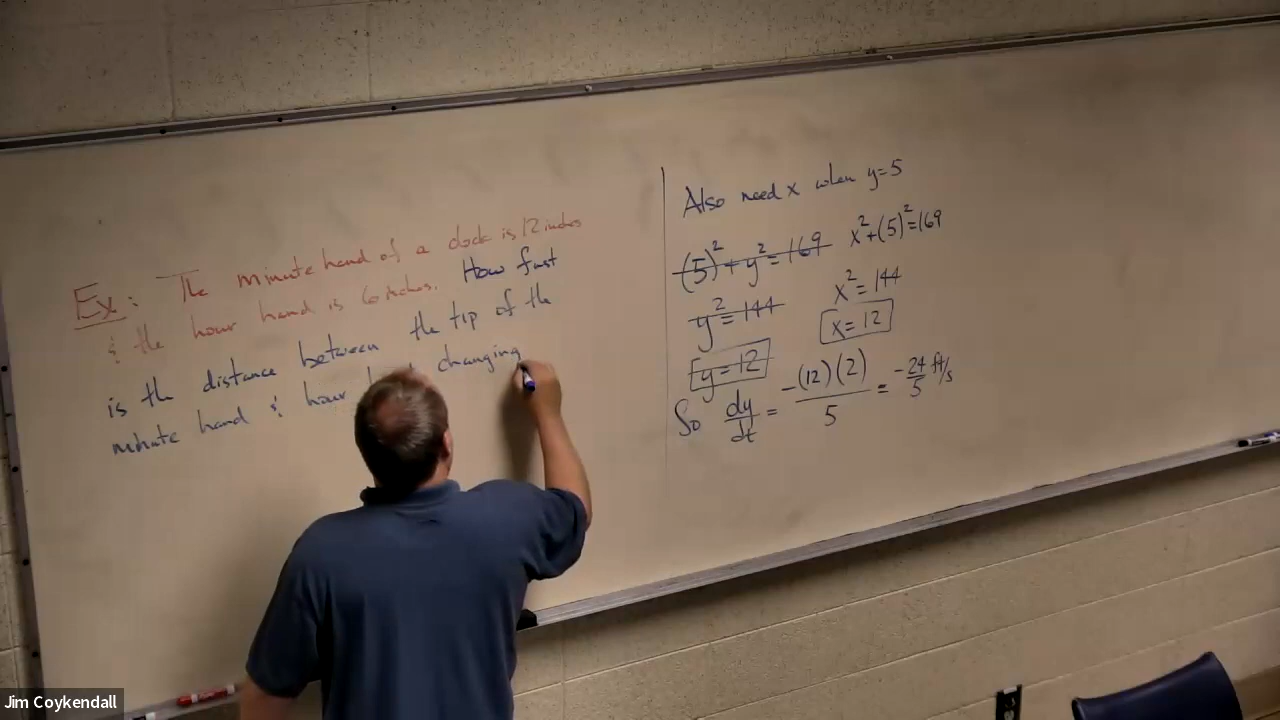 Ex: The minute hand of a clock is 12 inches
& the hour hand is 6 inches. How fast
is the distance between the tip of the
minute hand & hour changing
Also need x when y=5
(5)²+y²=169 x²+(5)²=169
y²=144 x²=144
y=12 x=12
So dy/dt = -(12)(2)/5 = -24/5 ft/s
Jim Coykendall